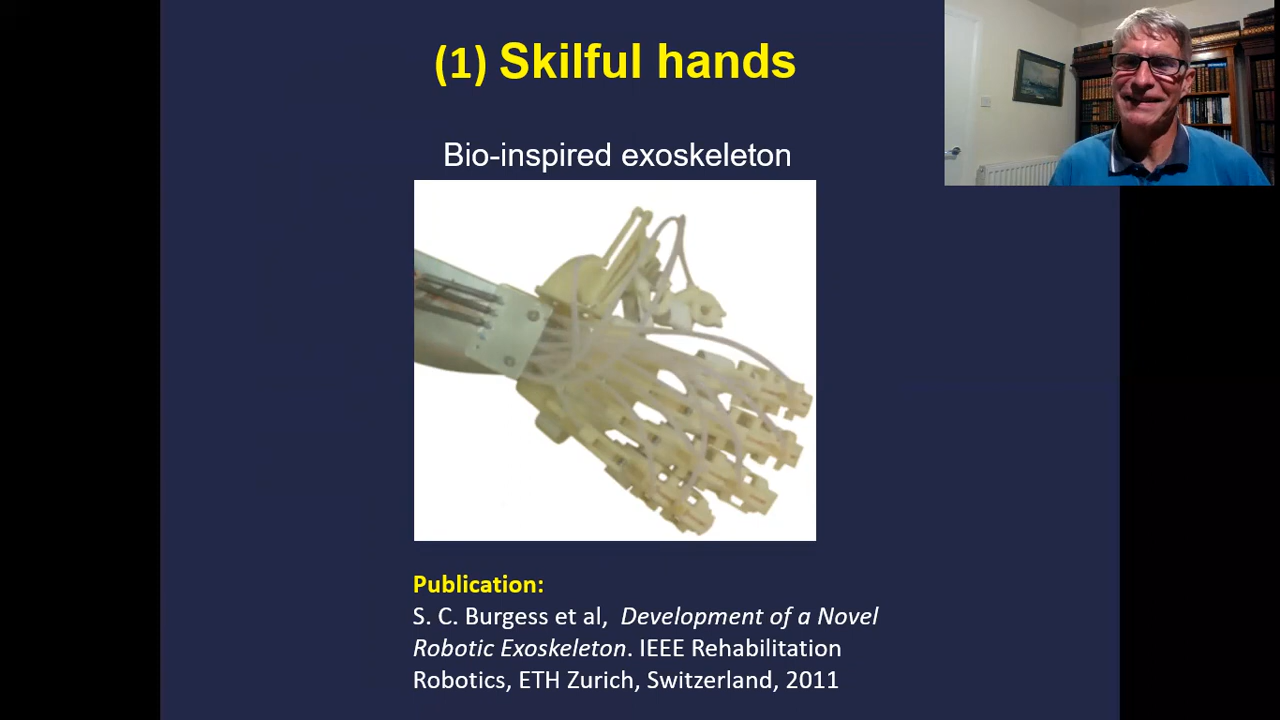 (1) Skilful hands
Bio-inspired exoskeleton
Publication:
S. C. Burgess et al, Development of a Novel
Robotic Exoskeleton. IEEE Rehabilitation
Robotics, ETH Zurich, Switzerland, 2011